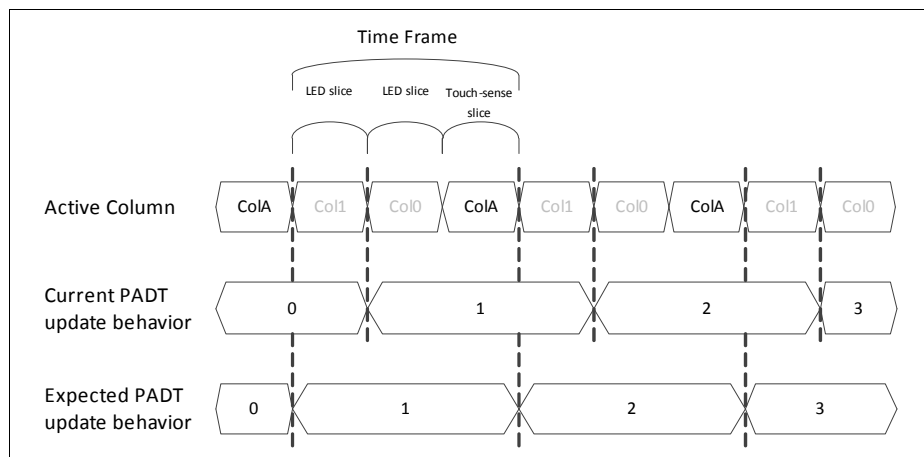 Time Frame
LED slice LED slice Touch-sense
slice
Active Column ColA Col1 Col0 ColA Col1 Col0 ColA Col1 Col0
Current PADT
update behavior 0 1 2 3
Expected PADT
update behavior 0 1 2 3